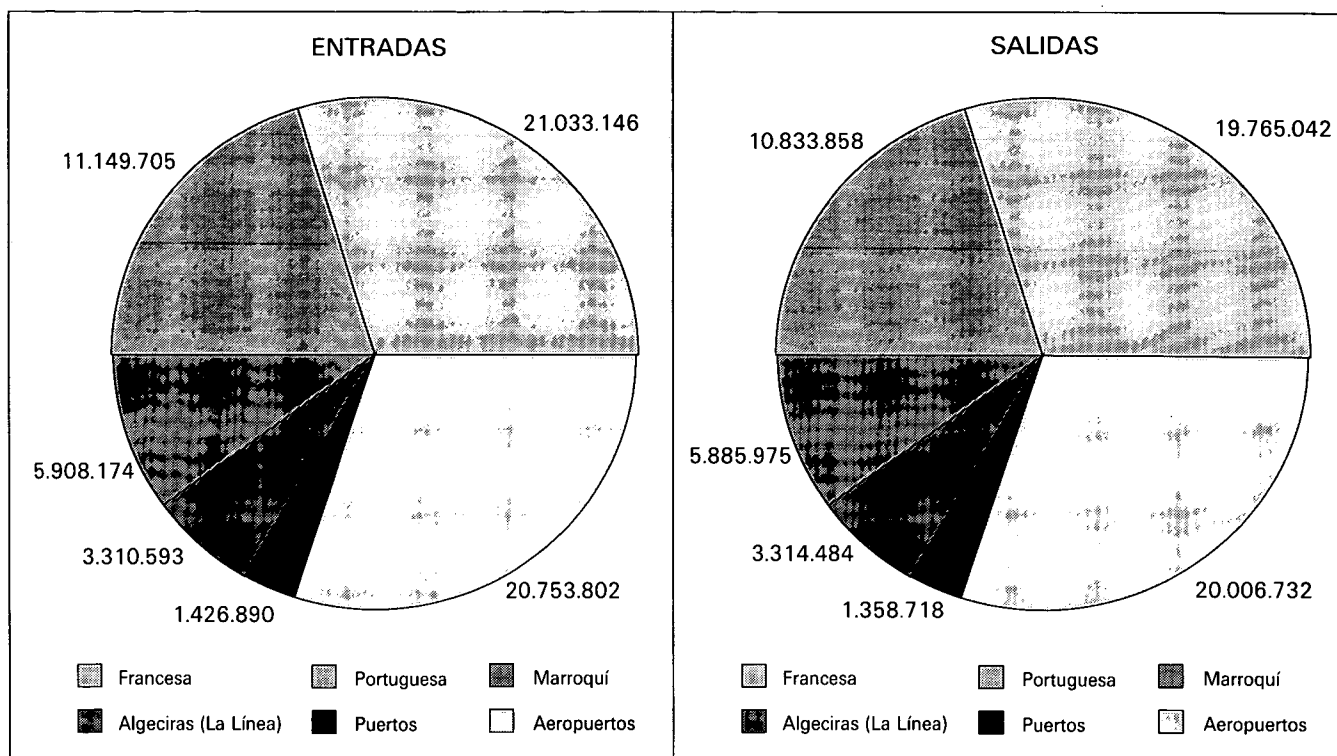 ENTRADAS
21.033.146
11.149.705
5.908.174
3.310.593
1.426.890
20.753.802
Francesa Portuguesa Marroquí
Algeciras (La Línea) Puertos Aeropuertos
SALIDAS
19.765.042
10.833.858
5.885.975
3.314.484
1.358.718
20.006.732
Francesa Portuguesa Marroquí
Algeciras (La Línea) Puertos Aeropuertos